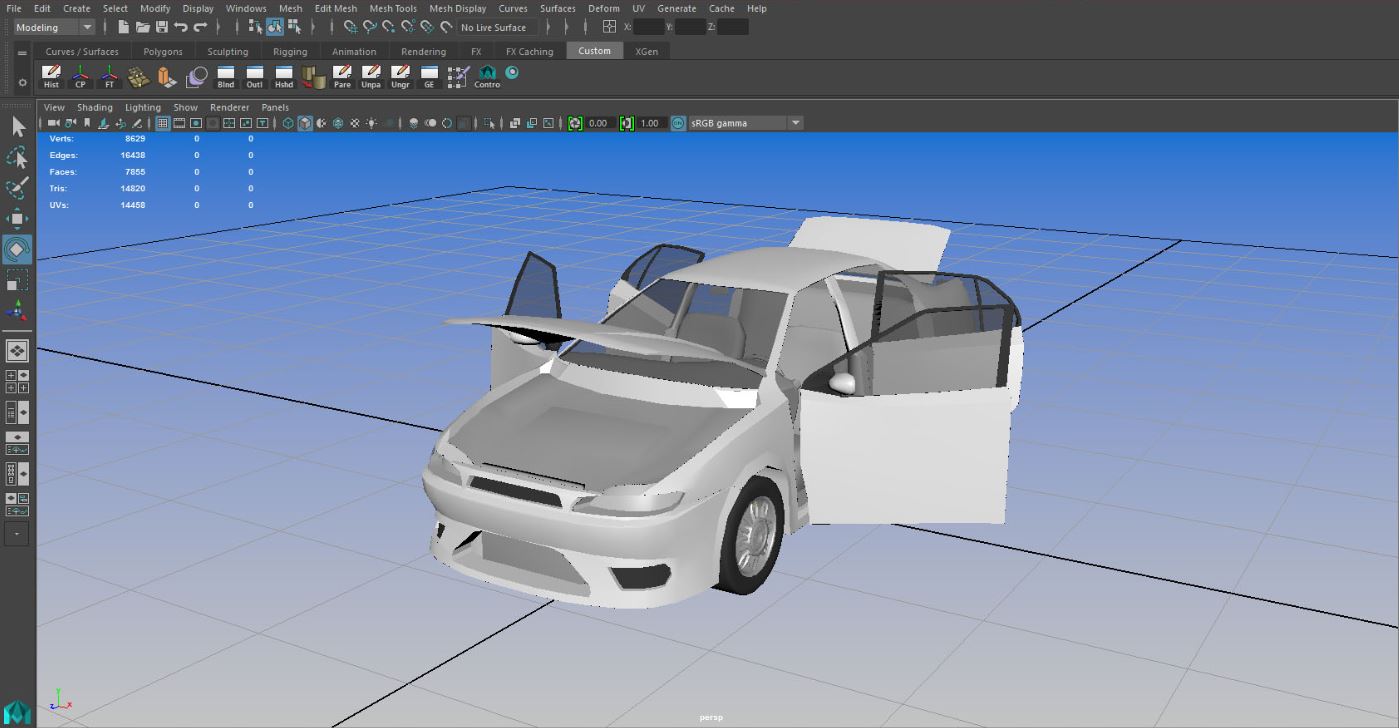 File Edit Create Select Modify Display Windows Mesh Edit Mesh Mesh Tools Mesh Display Curves Surfaces Deform UV Generate Cache Help
Modeling No Live Surface X: Y: Z:
Curves / Surfaces Polygons Sculpting Rigging Animation Rendering FX FX Caching Custom XGen
Hist CP FT Blnd Outl Hshd Pare Unpa Ungr GE Contro
View Shading Lighting Show Renderer Panels
0.00 1.00 ON sRGB gamma
Verts: 8629 0 0
Edges: 16438 0 0
Faces: 7855 0 0
Tris: 14820 0 0
UVs: 14458 0 0
y
z x
persp